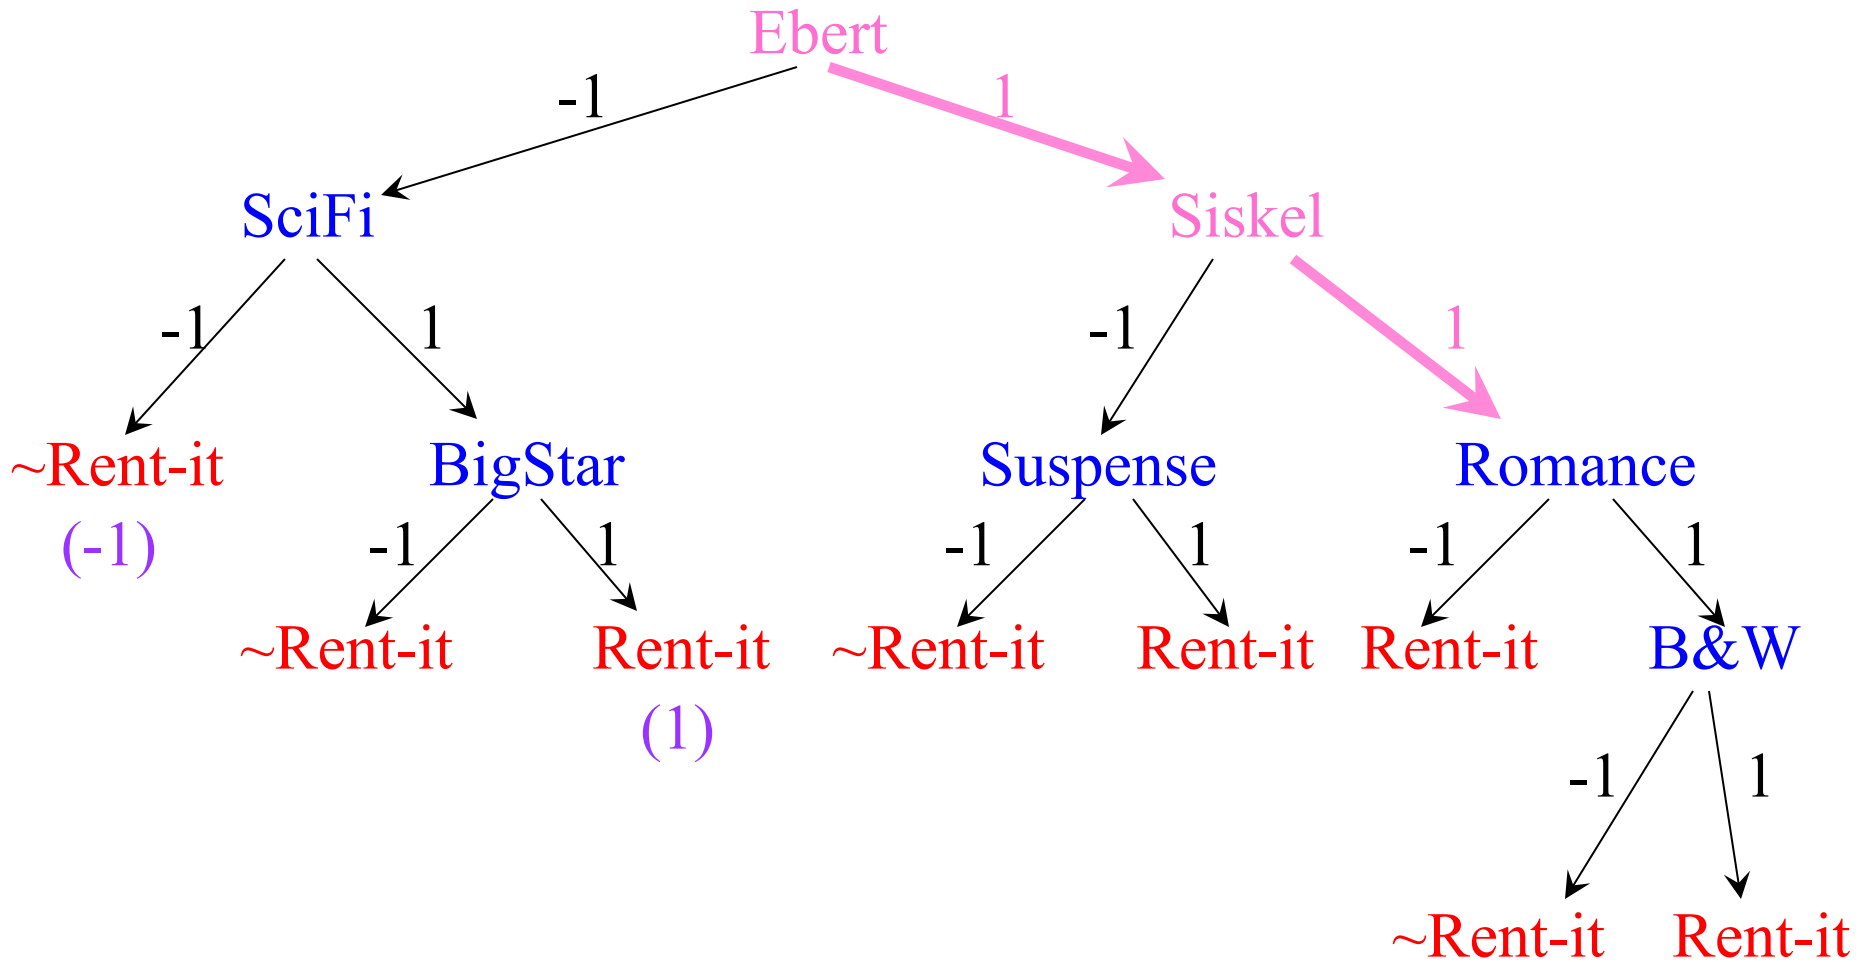 Ebert
-1 1
SciFi Siskel
-1 1 -1 1
~Rent-it BigStar Suspense Romance
(-1) -1 1 -1 1 -1 1
~Rent-it Rent-it ~Rent-it Rent-it Rent-it B&W
(1)
-1 1
~Rent-it Rent-it